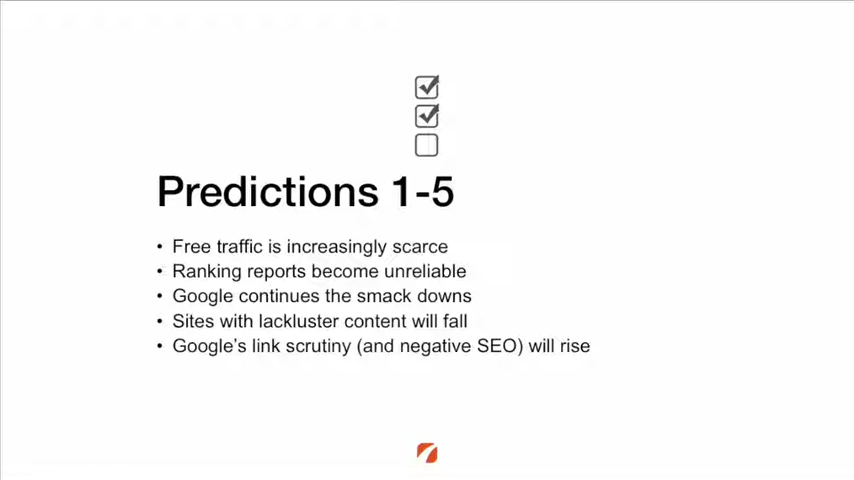 Predictions 1-5
• Free traffic is increasingly scarce
• Ranking reports become unreliable
• Google continues the smack downs
• Sites with lackluster content will fall
• Google’s link scrutiny (and negative SEO) will rise